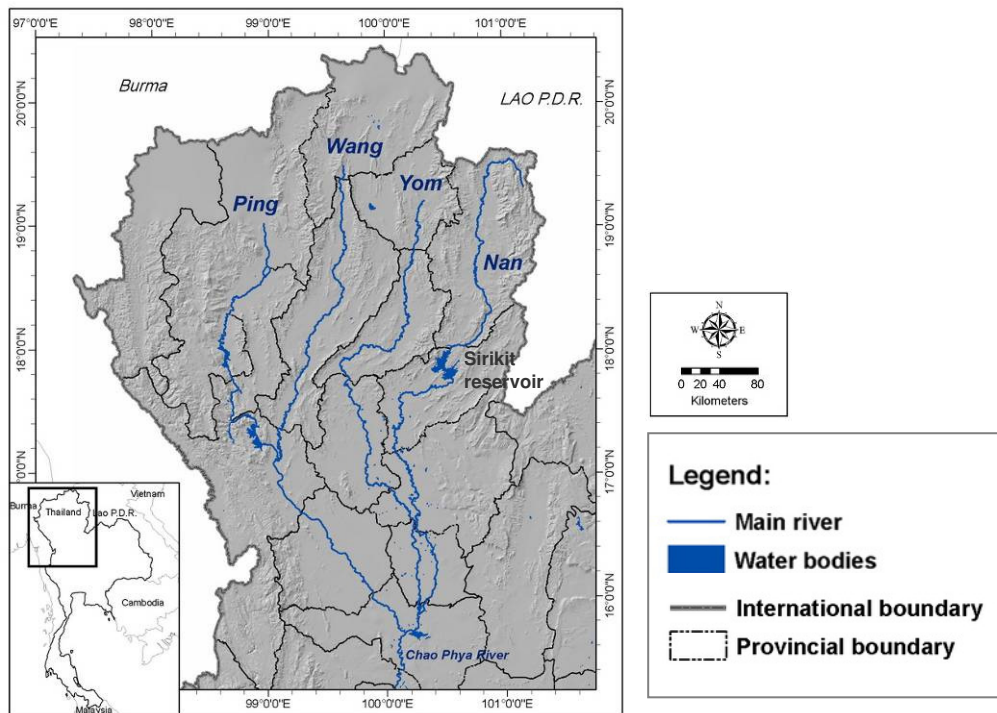 97°0'0"E 98°0'0"E 99°0'0"E 100°0'0"E 101°0'0"E
Burma
LAO P.D.R.
20°0'0"N 20°0'0"N
Wang
Yom
Ping
19°0'0"N 19°0'0"N
Nan
18°0'0"N 18°0'0"N
Sirikit
reservoir
17°0'0"N
16°0'0"N
Chao Phya River
99°0'0"E 100°0'0"E 101°0'0"E
Vietnam
Burma
Thailand
Lao P.D.R.
Cambodia
Malaysia
N
W E
S
0 20 40 80
Kilometers
Legend:
Main river
Water bodies
International boundary
Provincial boundary